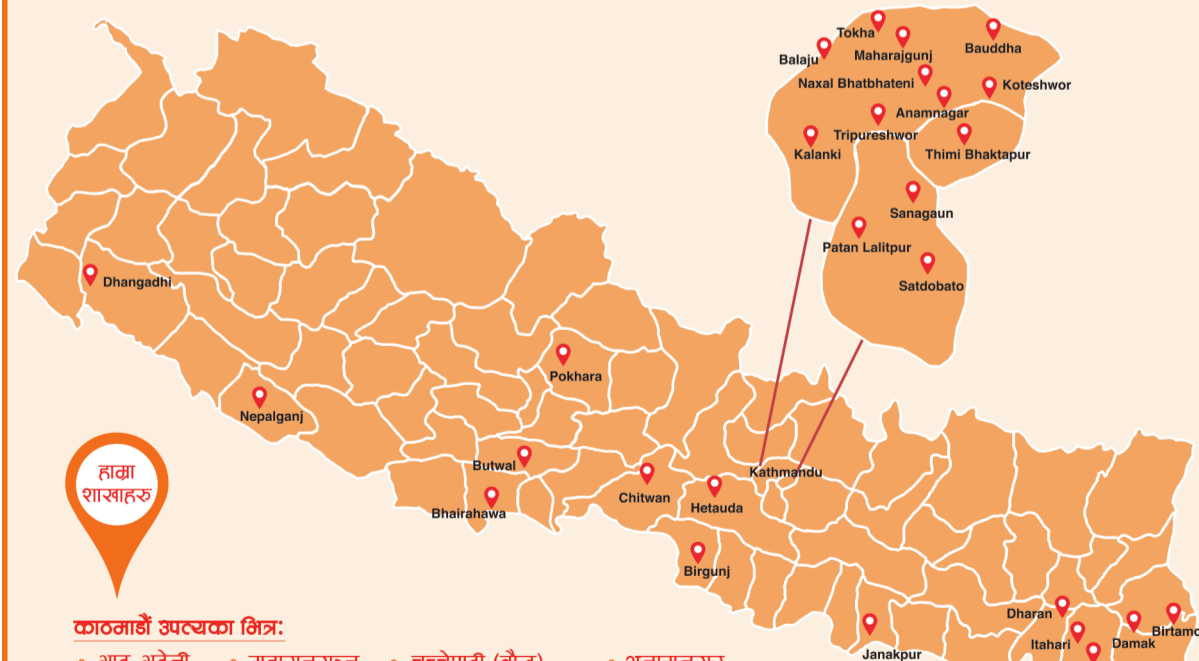 Tokha
Maharajgunj
Bauddha
Balaju
Naxal Bhatbhateni
Koteshwor
Anamnagar
Tripureshwor
Kalanki
Thimi Bhaktapur
Sanagaun
Patan Lalitpur
Satdobato
Dhangadhi
Pokhara
Nepalganj
Butwal
Bhairahawa
Chitwan
Kathmandu
Hetauda
Birgunj
हाम्रा
शाखाहरु
Dharan
Itahari
Damak
Janakpur
काठमाडौं उपत्यका भित्र: